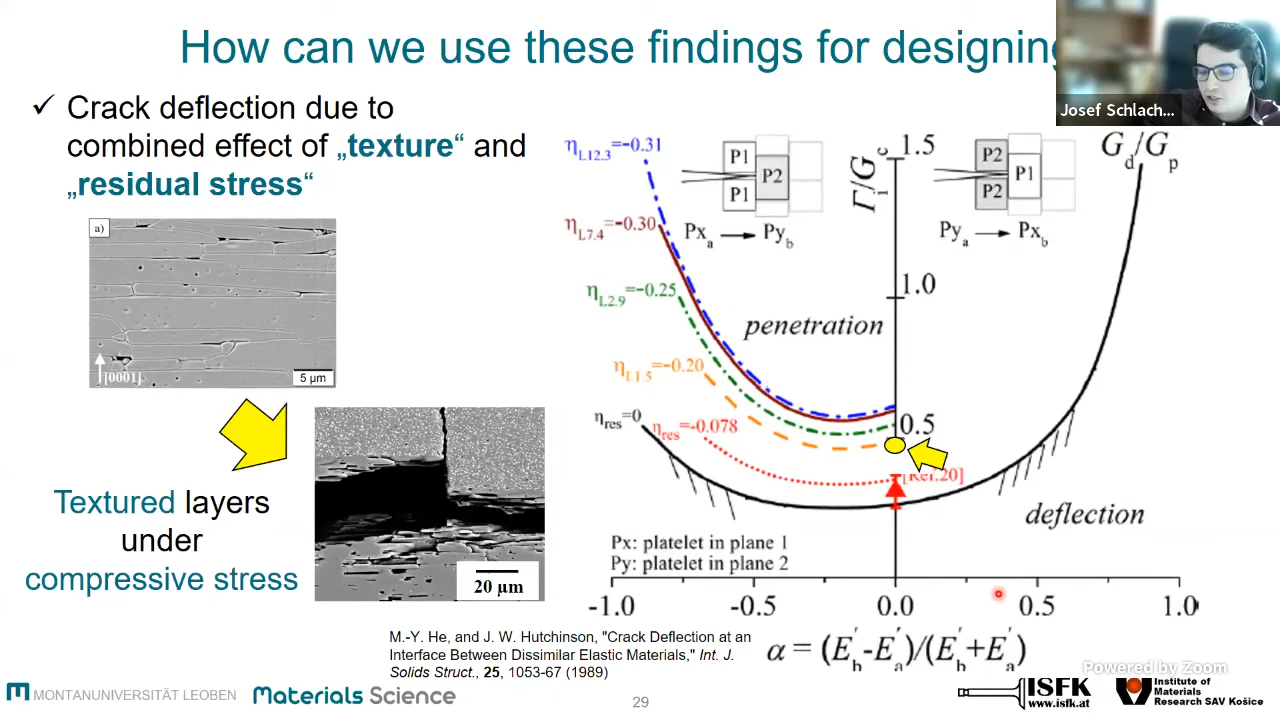 How can we use these findings for designing
Josef Schlach...
✓ Crack deflection due to
combined effect of „texture“ and
„residual stress“
a)
[0001]
5 µm
Textured layers
under
compressive stress
20 µm
η_L12.3=−0.31
η_L7.4=−0.30
η_L2.9=−0.25
η_L1.5=−0.20
η_res=0
η_res=−0.078
P1
P2
P1
Px_a → Py_b
Γ_i/G_c
1.5
1.0
0.5
P2
P1
P2
Py_a → Px_b
G_d/G_p
penetration
[Ref.20]
deflection
Px: platelet in plane 1
Py: platelet in plane 2
-1.0 -0.5 0.0 0.5 1.0
α = (E'_b-E'_a)/(E'_b+E'_a)
M.-Y. He, and J. W. Hutchinson, "Crack Deflection at an
Interface Between Dissimilar Elastic Materials," Int. J.
Solids Struct., 25, 1053-67 (1989)
Powered by Zoom
MONTANUNIVERSITÄT LEOBEN
Materials Science
29
ISFK
www.isfk.at
Institute of
Materials
Research SAV Košice